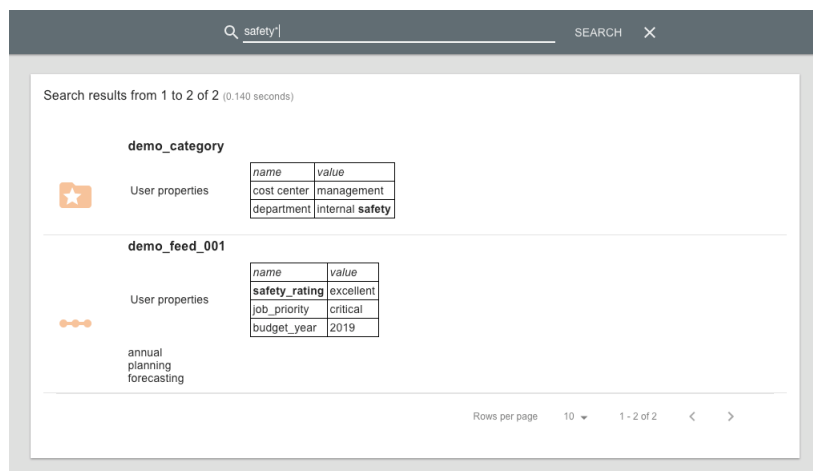 safety* SEARCH
Search results from 1 to 2 of 2 (0.140 seconds)
demo_category
User properties
name value
cost center management
department internal safety
demo_feed_001
User properties
name value
safety_rating excellent
job_priority critical
budget_year 2019
annual
planning
forecasting
Rows per page 10 1 - 2 of 2